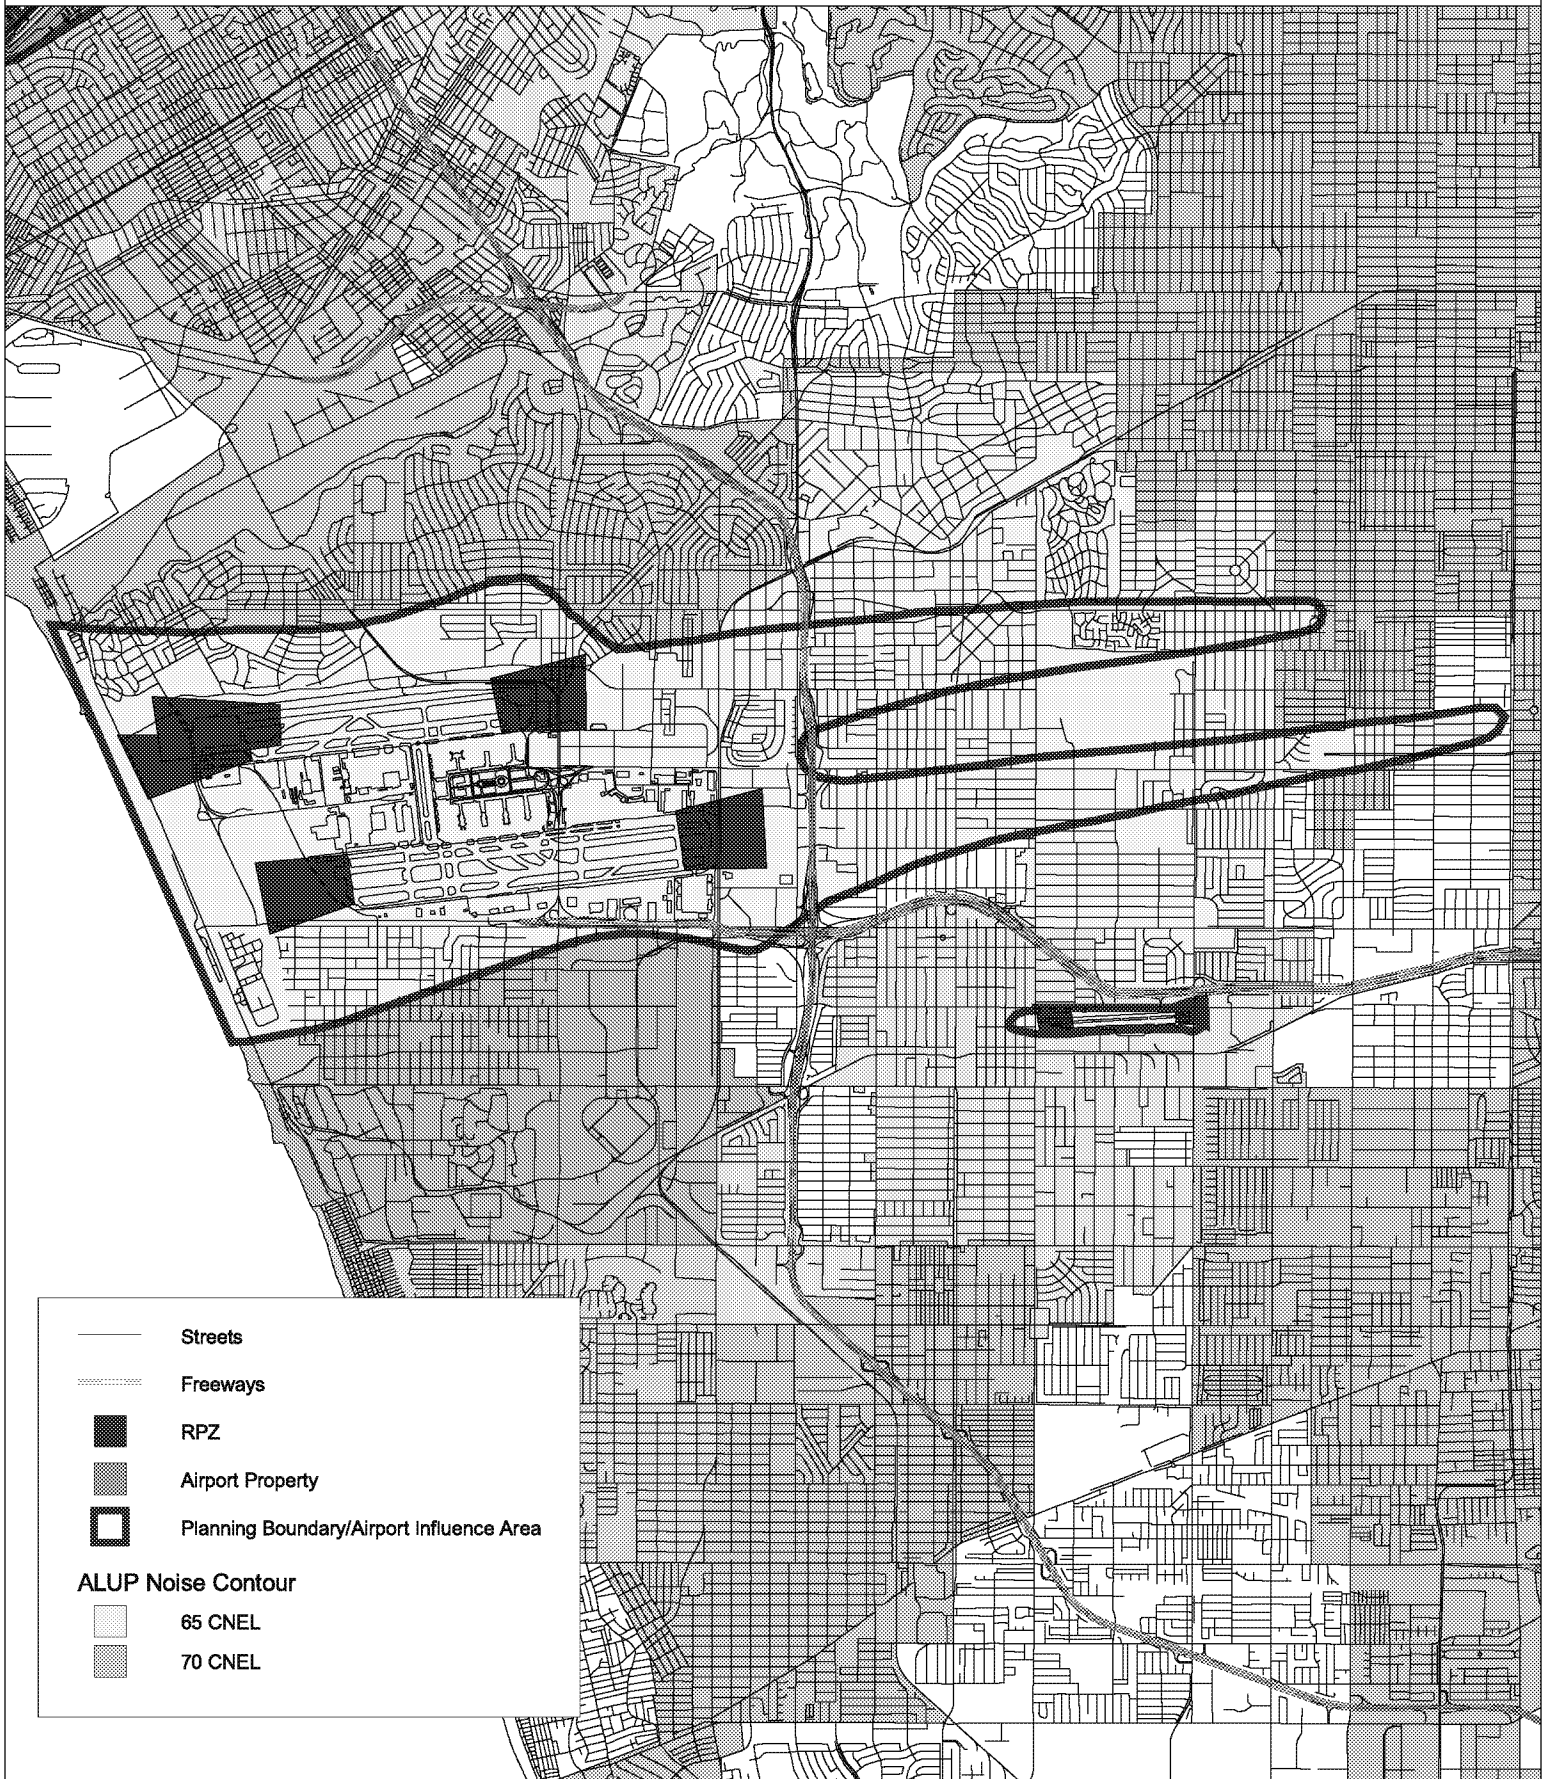 Streets
Freeways
RPZ
Airport Property
Planning Boundary/Airport Influence Area
ALUP Noise Contour
65 CNEL
70 CNEL